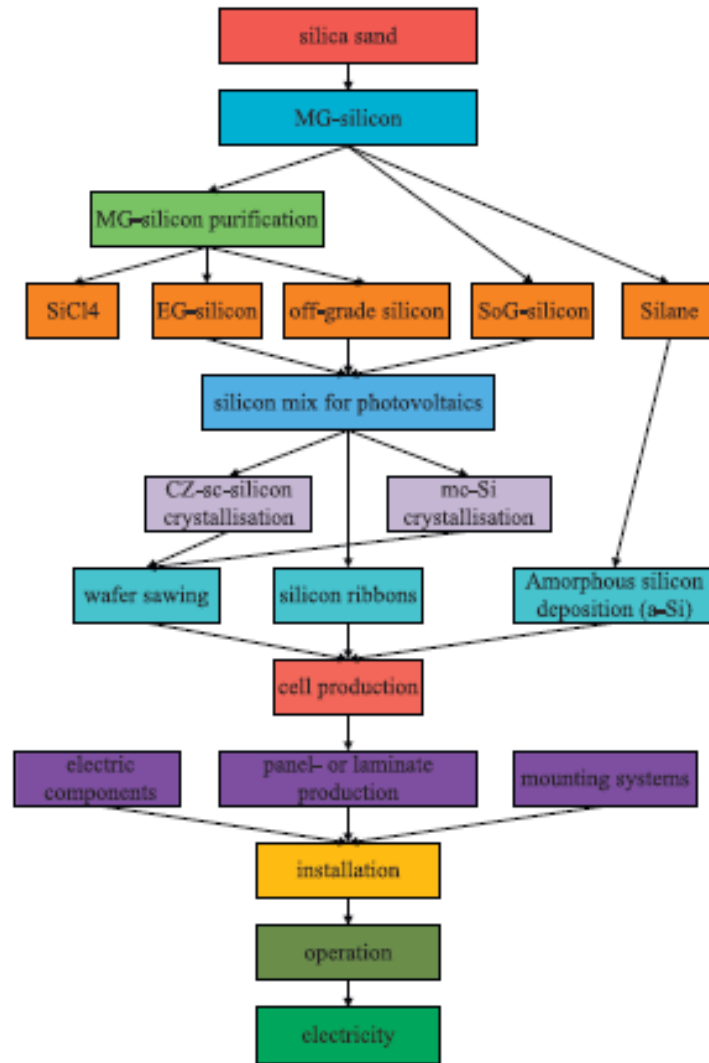 silica sand
MG-silicon
MG-silicon purification
SiCl4
EG-silicon
off-grade silicon
SoG-silicon
Silane
silicon mix for photovoltaics
CZ-sc-silicon
crystallisation
mc-Si
crystallisation
wafer sawing
silicon ribbons
Amorphous silicon
deposition (a-Si)
cell production
electric
components
panel- or laminate
production
mounting systems
installation
operation
electricity